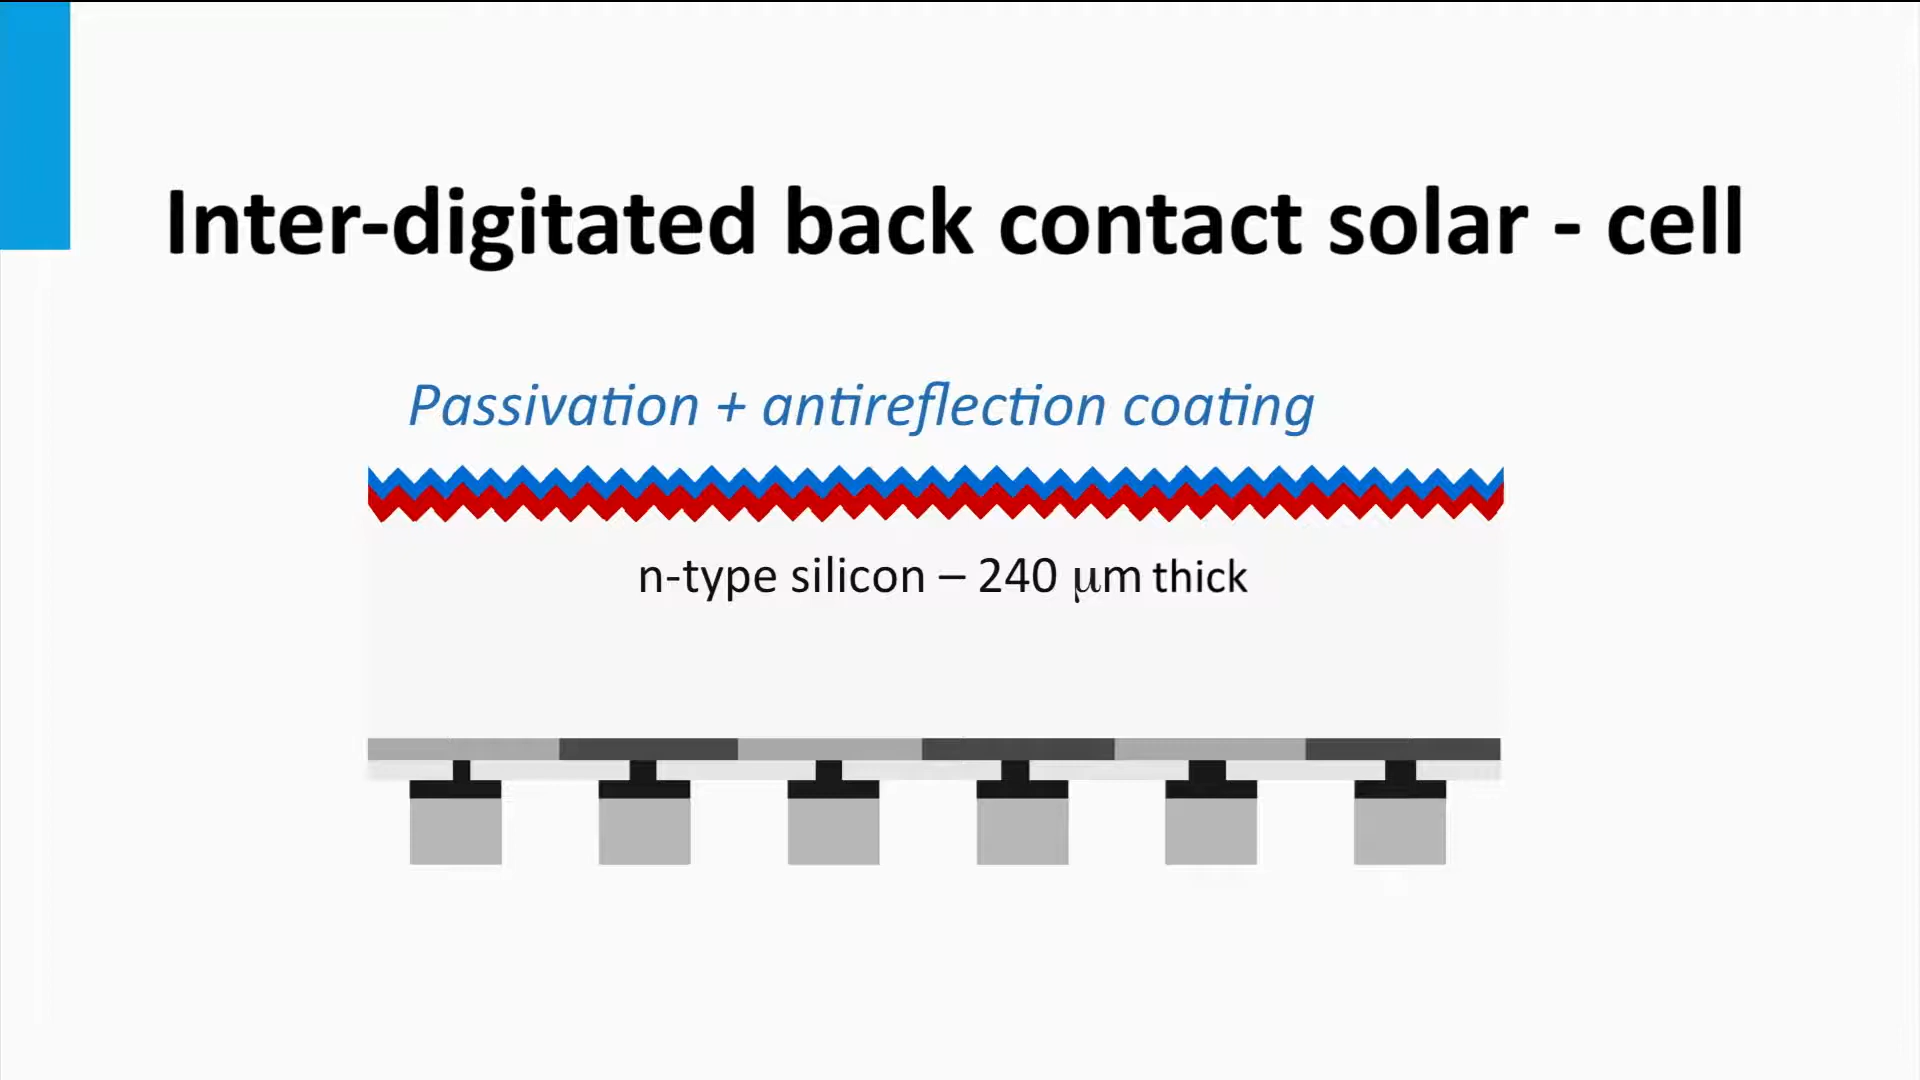 Inter-digitated back contact solar - cell
Passivation + antireflection coating
n-type silicon – 240 μm thick